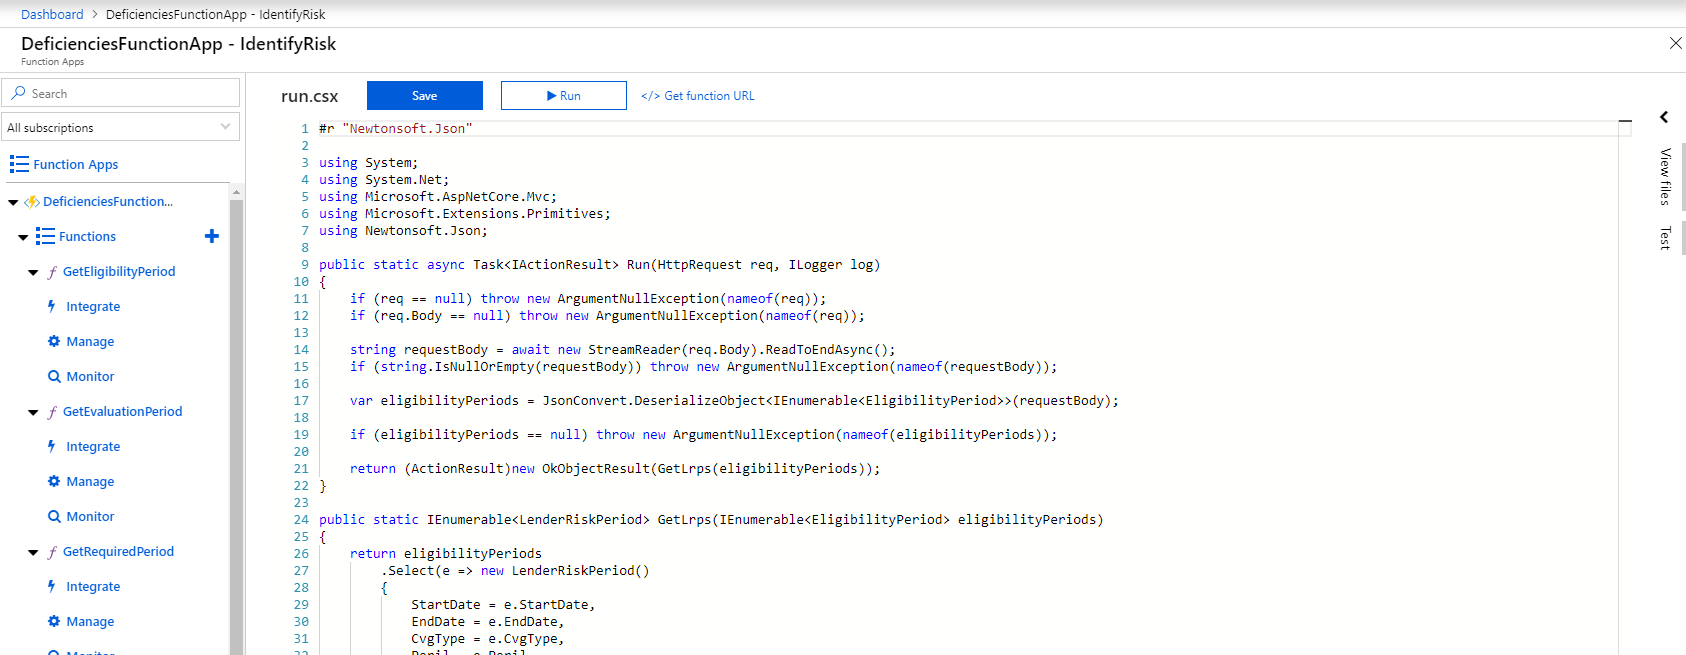 Dashboard > DeficienciesFunctionApp - IdentifyRisk
DeficienciesFunctionApp - IdentifyRisk
Function Apps
Search
All subscriptions
Function Apps
DeficienciesFunction...
Functions
GetEligibilityPeriod
Integrate
Manage
Monitor
GetEvaluationPeriod
Integrate
Manage
Monitor
GetRequiredPeriod
Integrate
Manage
Monitor
run.csx Save Run </> Get function URL
1 #r "Newtonsoft.Json"
2
3 using System;
4 using System.Net;
5 using Microsoft.AspNetCore.Mvc;
6 using Microsoft.Extensions.Primitives;
7 using Newtonsoft.Json;
8
9 public static async Task<IActionResult> Run(HttpRequest req, ILogger log)
10 {
11 if (req == null) throw new ArgumentNullException(nameof(req));
12 if (req.Body == null) throw new ArgumentNullException(nameof(req));
13
14 string requestBody = await new StreamReader(req.Body).ReadToEndAsync();
15 if (string.IsNullOrEmpty(requestBody)) throw new ArgumentNullException(nameof(requestBody));
16
17 var eligibilityPeriods = JsonConvert.DeserializeObject<IEnumerable<EligibilityPeriod>>(requestBody);
18
19 if (eligibilityPeriods == null) throw new ArgumentNullException(nameof(eligibilityPeriods));
20
21 return (ActionResult)new OkObjectResult(GetLrps(eligibilityPeriods));
22 }
23
24 public static IEnumerable<LenderRiskPeriod> GetLrps(IEnumerable<EligibilityPeriod> eligibilityPeriods)
25 {
26 return eligibilityPeriods
27 .Select(e => new LenderRiskPeriod()
28 {
29 StartDate = e.StartDate,
30 EndDate = e.EndDate,
31 CvgType = e.CvgType,
32 Peril = e.Peril
View files
Test